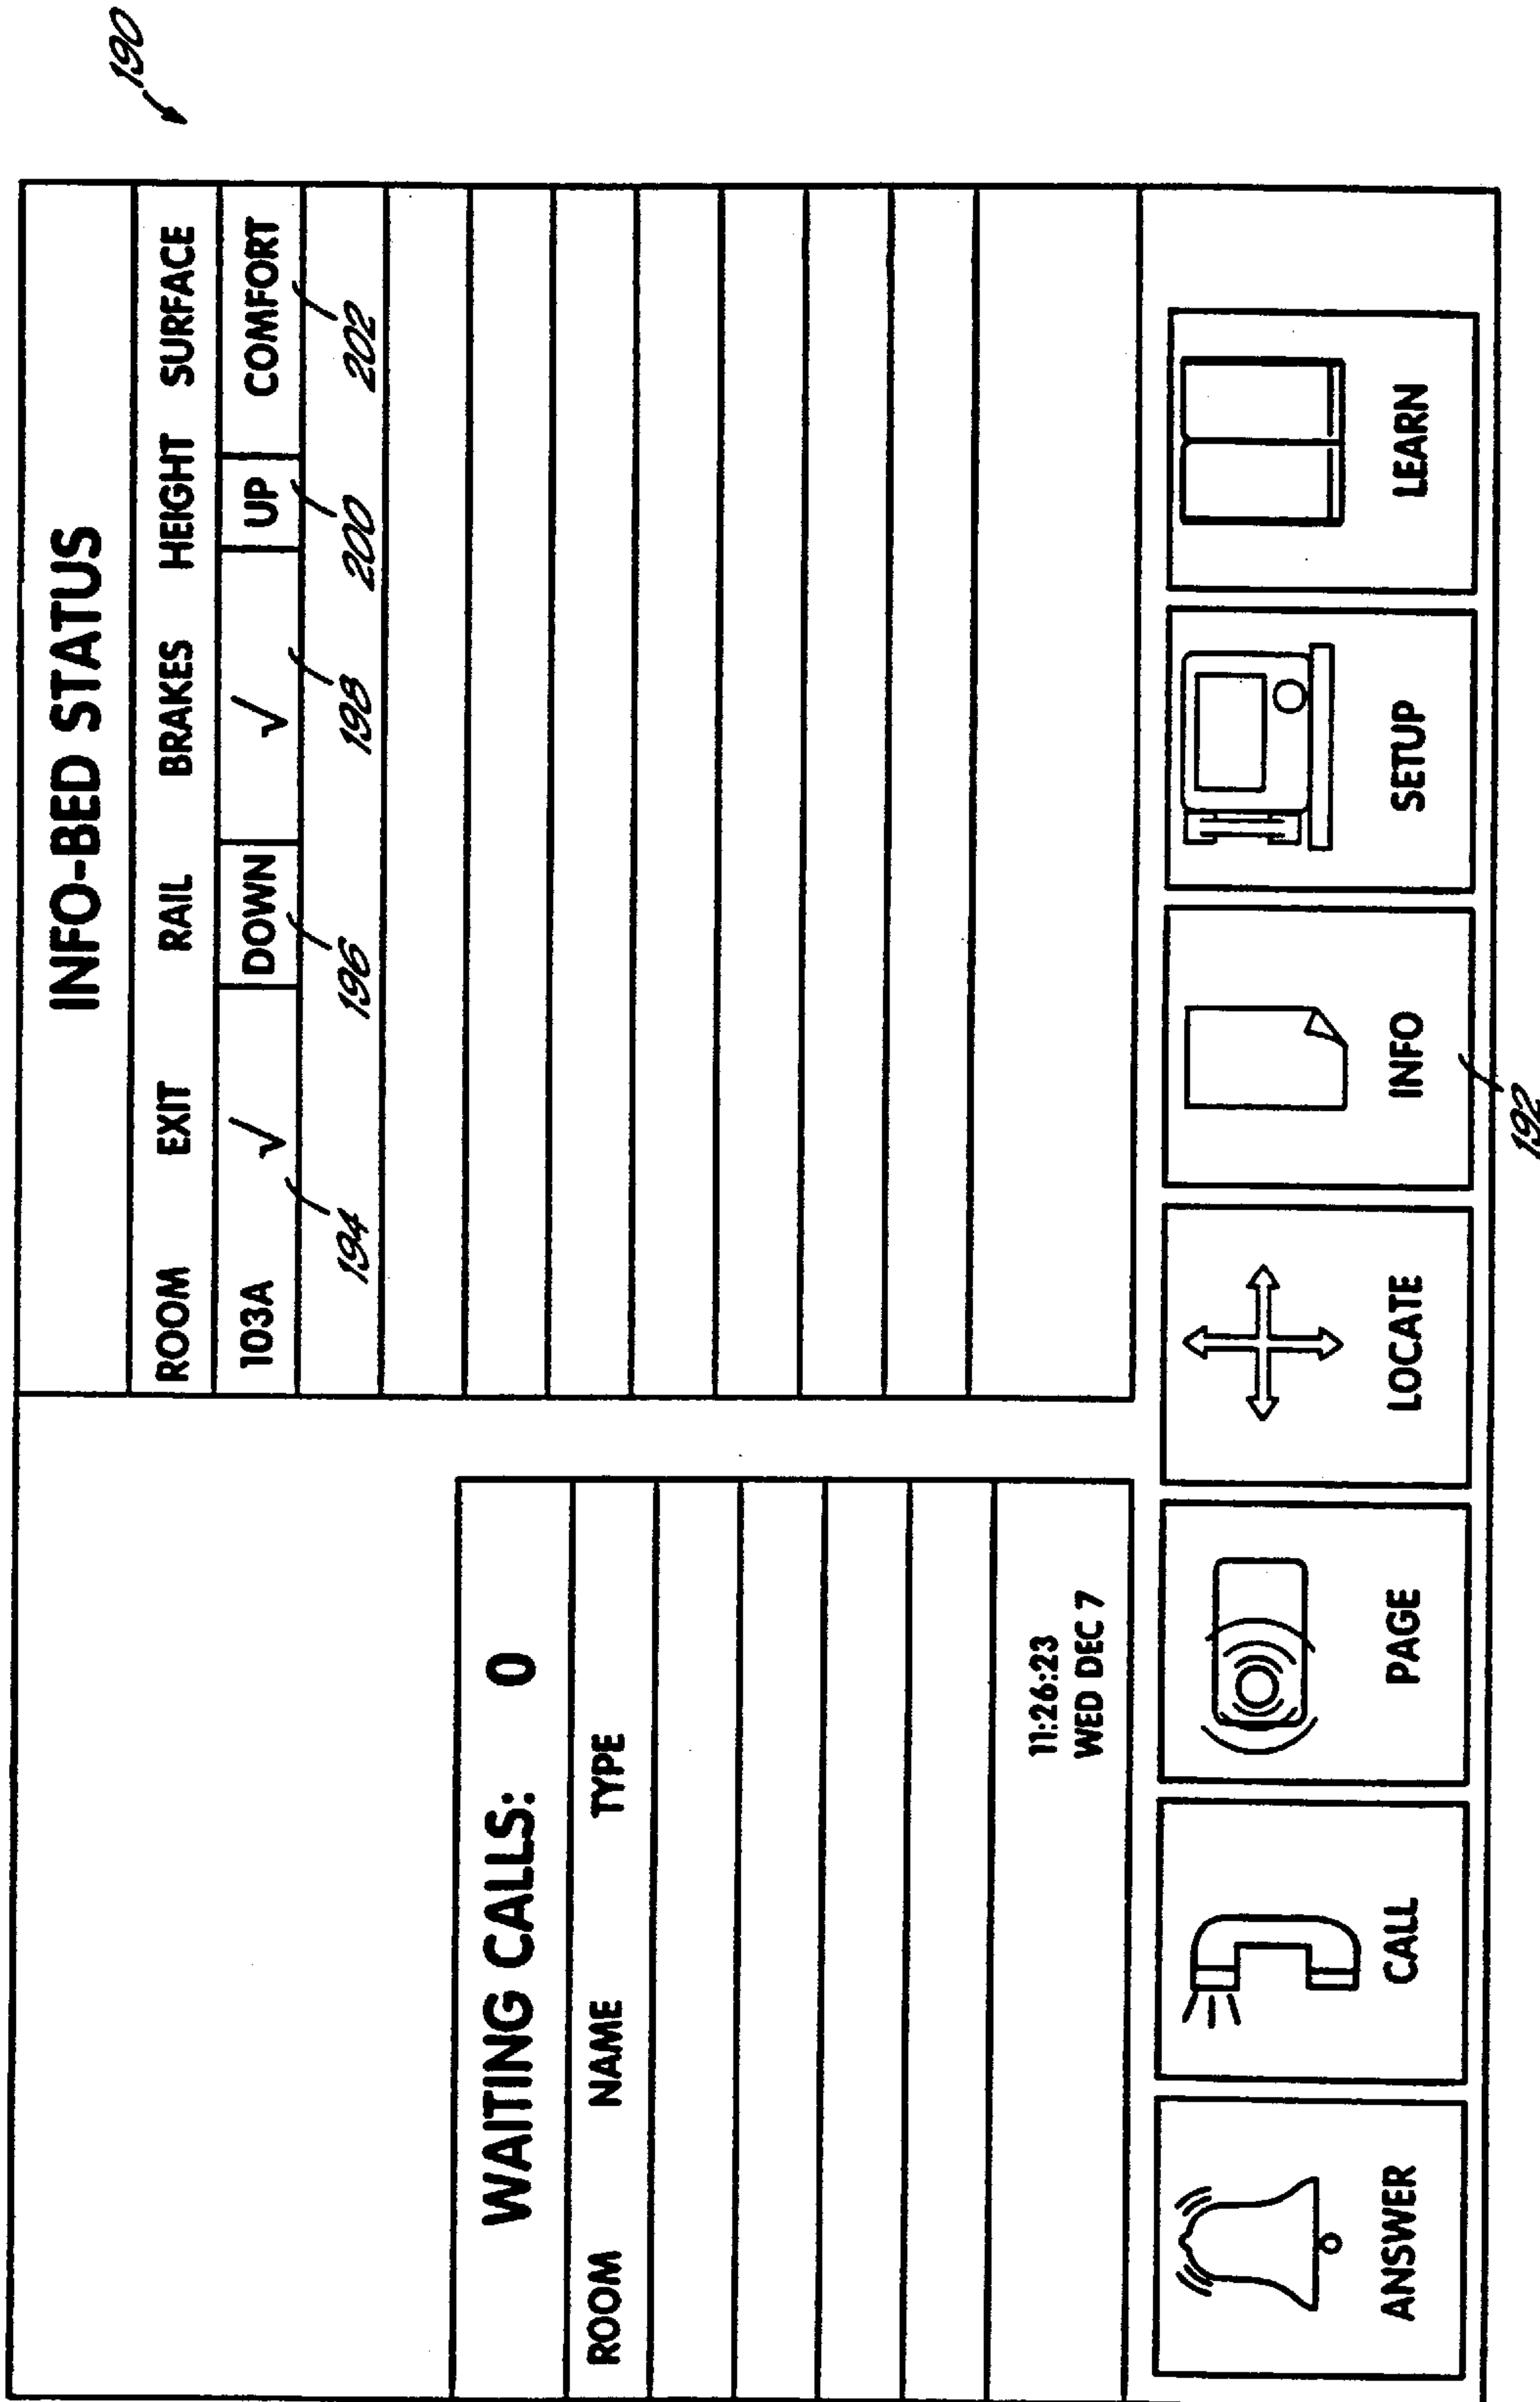 190
INFO-BED STATUS
ROOM EXIT RAIL BRAKES HEIGHT SURFACE
103A √ DOWN √ UP COMFORT
194 196 198 200 202
WAITING CALLS: 0
ROOM NAME TYPE
11:26:23
WED DEC 7
ANSWER CALL PAGE LOCATE INFO SETUP LEARN
192